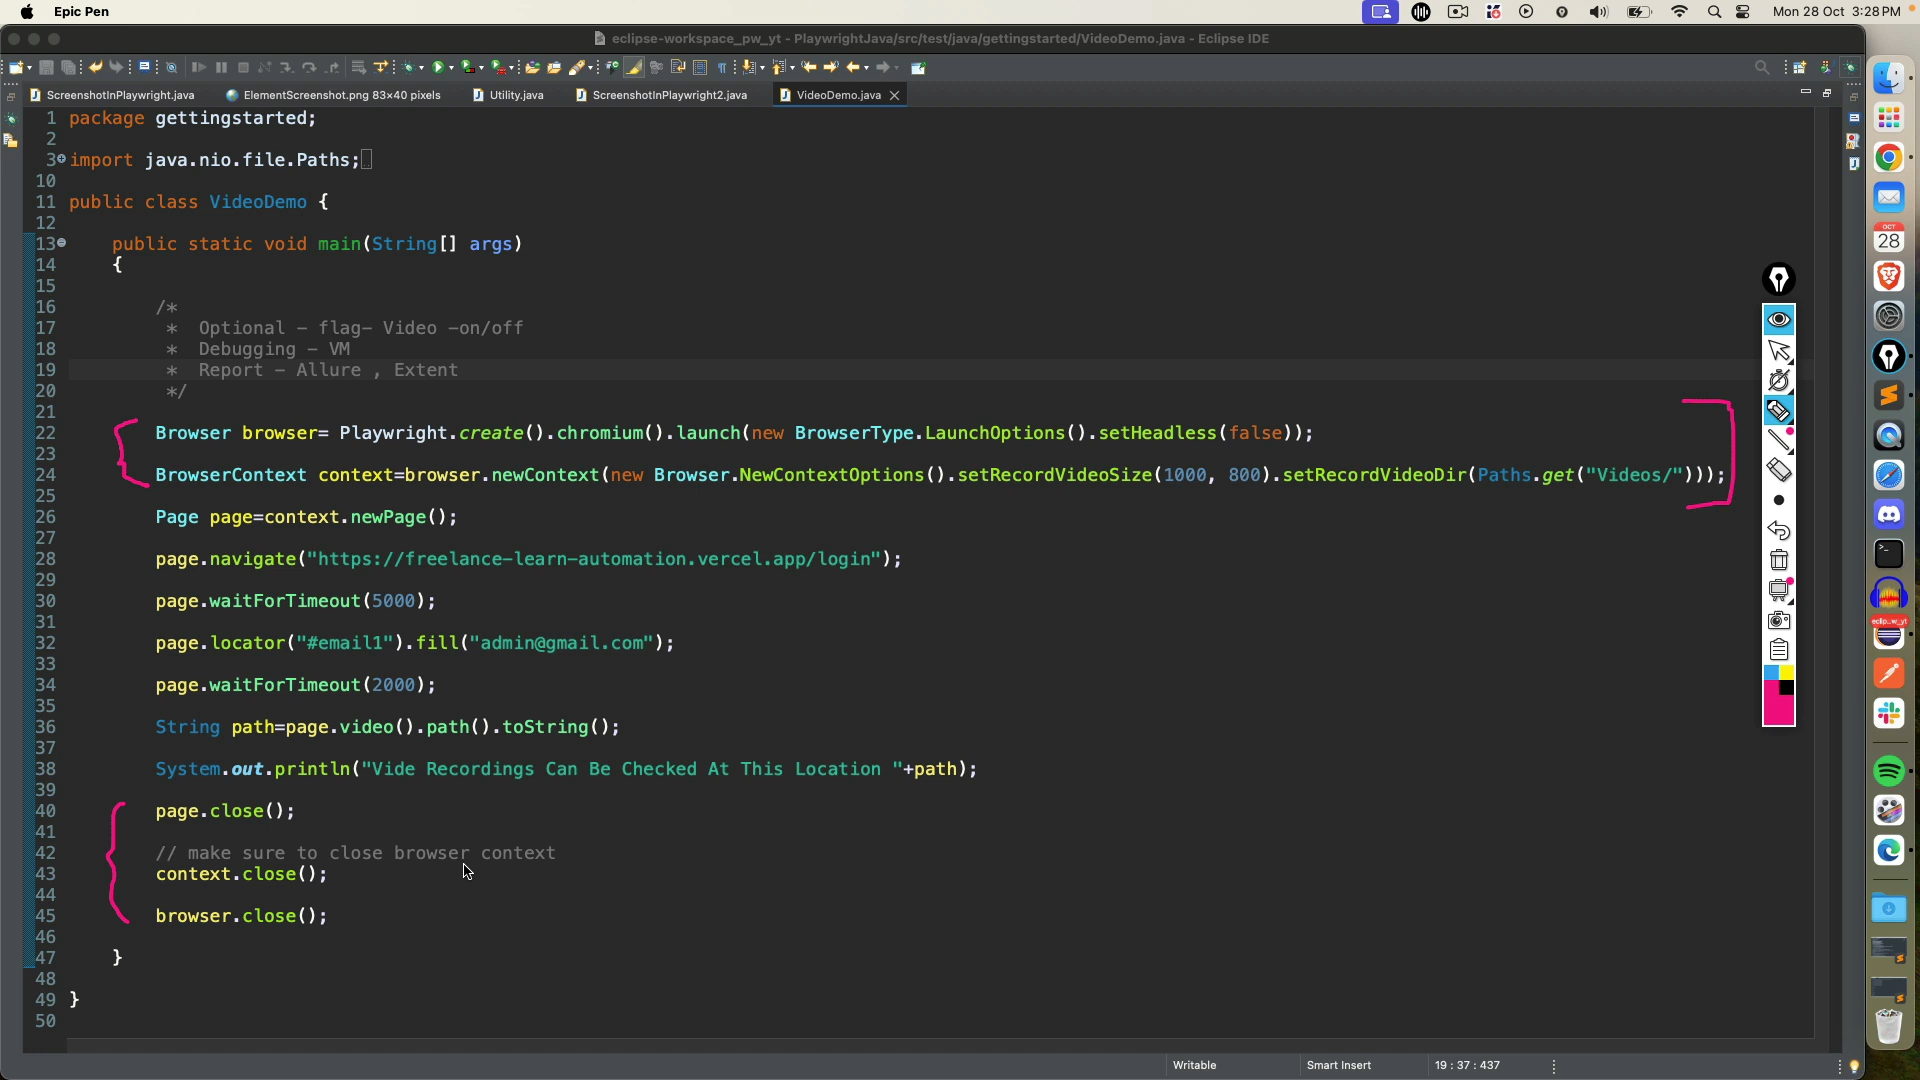 Epic Pen
Mon 28 Oct 3:28 PM
eclipse-workspace_pw_yt - PlaywrightJava/src/test/java/gettingstarted/VideoDemo.java - Eclipse IDE
ScreenshotInPlaywright.java ElementScreenshot.png 83×40 pixels Utility.java ScreenshotInPlaywright2.java VideoDemo.java
1 package gettingstarted;
2
3 import java.nio.file.Paths;
10
11 public class VideoDemo {
12
13 public static void main(String[] args)
14 {
15
16 /*
17 * Optional - flag- Video -on/off
18 * Debugging - VM
19 * Report - Allure , Extent
20 */
21
22 Browser browser= Playwright.create().chromium().launch(new BrowserType.LaunchOptions().setHeadless(false));
23
24 BrowserContext context=browser.newContext(new Browser.NewContextOptions().setRecordVideoSize(1000, 800).setRecordVideoDir(Paths.get("Videos/")));
25
26 Page page=context.newPage();
27
28 page.navigate("https://freelance-learn-automation.vercel.app/login");
29
30 page.waitForTimeout(5000);
31
32 page.locator("#email1").fill("admin@gmail.com");
33
34 page.waitForTimeout(2000);
35
36 String path=page.video().path().toString();
37
38 System.out.println("Vide Recordings Can Be Checked At This Location "+path);
39
40 page.close();
41
42 // make sure to close browser context
43 context.close();
44
45 browser.close();
46
47 }
48
49 }
50
Writable Smart Insert 19 : 37 : 437
OCT
28
eclip..w_yt